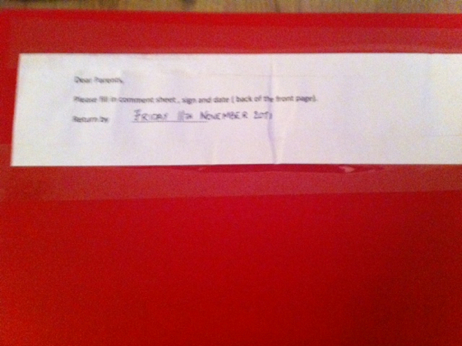 Dear Parents,
Please fill in comment sheet, sign and date ( back of the front page).
Return by FRIDAY 11th NOVEMBER